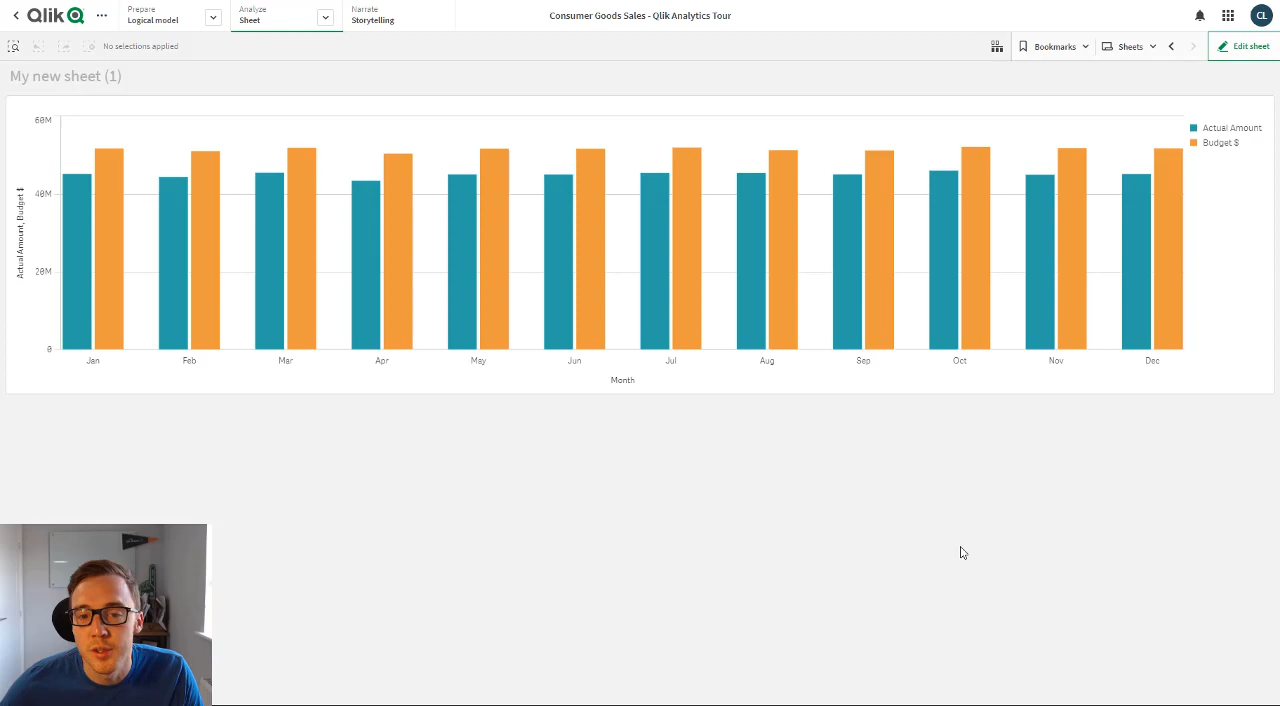 Qlik
Prepare
Logical model
Analyze
Sheet
Narrate
Storytelling
Consumer Goods Sales - Qlik Analytics Tour
CL
No selections applied
Bookmarks
Sheets
Edit sheet
My new sheet (1)
60M
40M
20M
0
Actual Amount, Budget $
Actual Amount
Budget $
Jan
Feb
Mar
Apr
May
Jun
Jul
Aug
Sep
Oct
Nov
Dec
Month